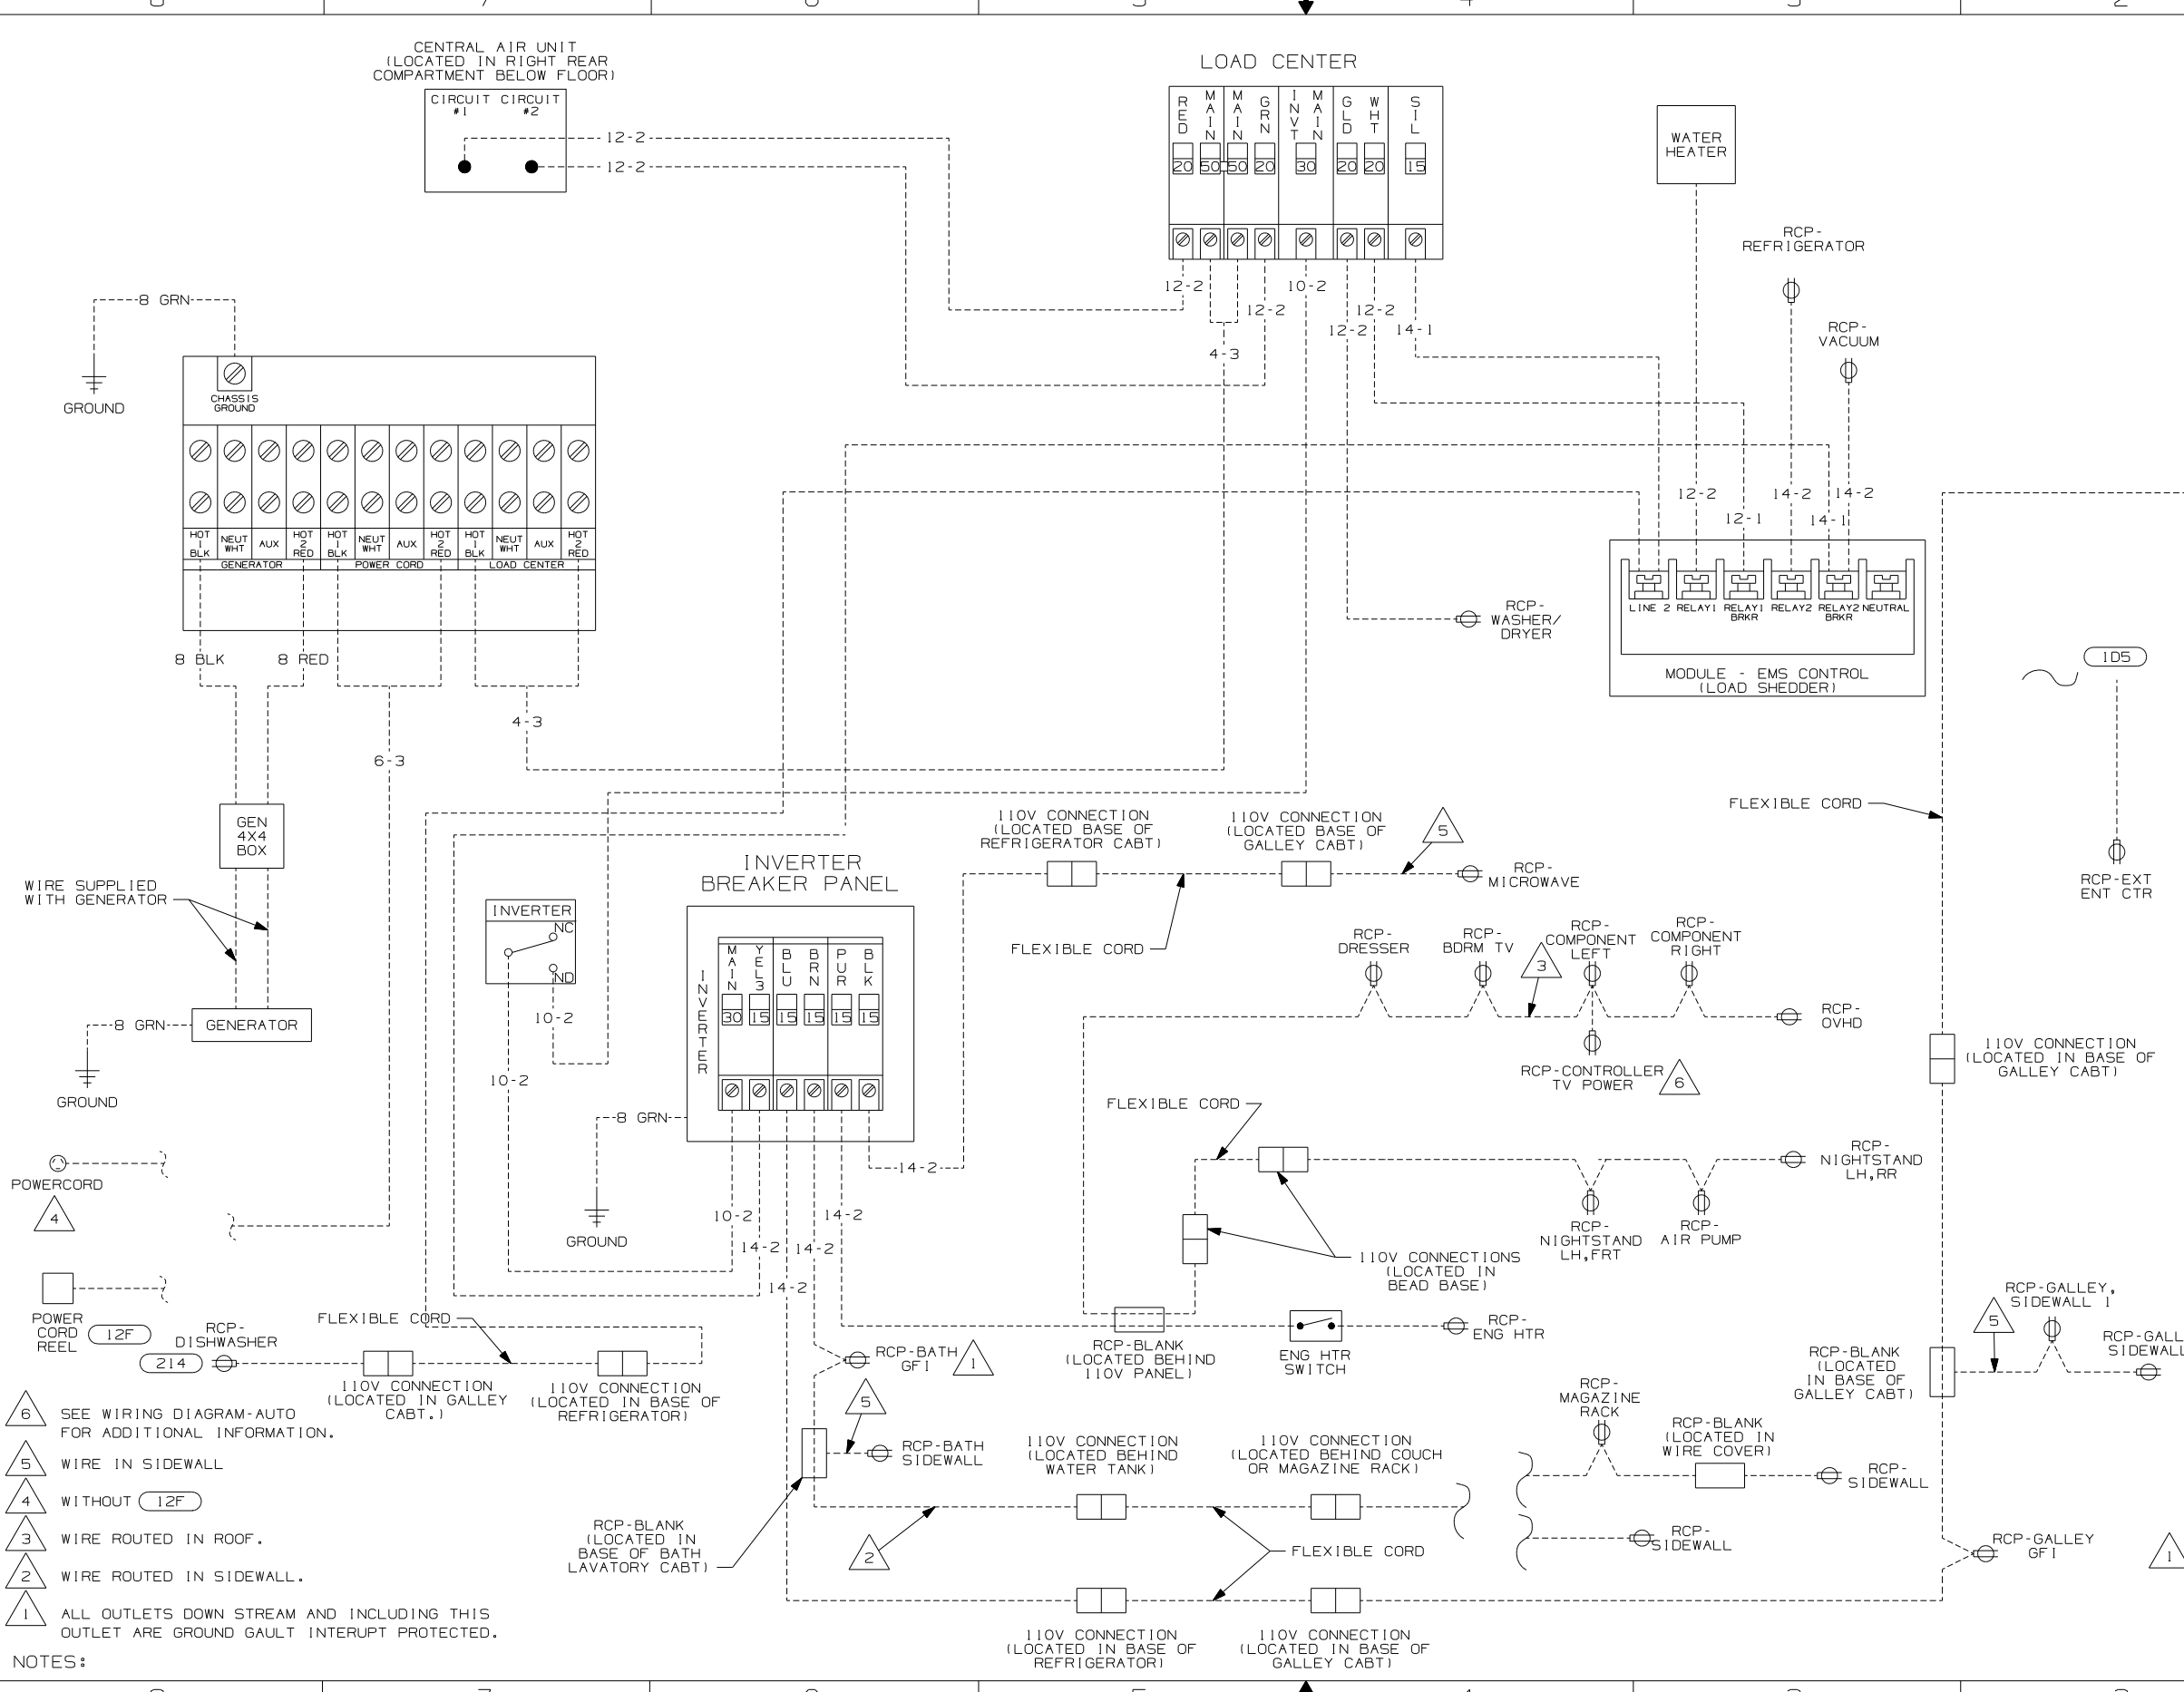 CENTRAL AIR UNIT
(LOCATED IN RIGHT REAR
COMPARTMENT BELOW FLOOR)
CIRCUIT CIRCUIT
#1 #2
12-2
12-2
LOAD CENTER
RED MAIN MAIN GRN INVT MAIN GLD WHT SIL
20 50 50 20 30 20 20 15
12-2 10-2
12-2 12-2
12-2 14-1
4-3
WATER
HEATER
RCP-
REFRIGERATOR
RCP-
VACUUM
8 GRN
GROUND
CHASSIS
GROUND
HOT 1 BLK NEUT WHT AUX HOT 2 RED HOT 1 BLK NEUT WHT AUX HOT 2 RED HOT 1 BLK NEUT WHT AUX HOT 2 RED
GENERATOR POWER CORD LOAD CENTER
8 BLK 8 RED
4-3
6-3
12-2 14-2 14-2
12-1 14-1
LINE 2 RELAY1 RELAY1 BRKR RELAY2 RELAY2 BRKR NEUTRAL
MODULE - EMS CONTROL
(LOAD SHEDDER)
RCP-
WASHER/
DRYER
1D5
RCP-EXT
ENT CTR
FLEXIBLE CORD
GEN
4X4
BOX
WIRE SUPPLIED
WITH GENERATOR
8 GRN
GENERATOR
GROUND
INVERTER
NC
ND
10-2
10-2
INVERTER
BREAKER PANEL
INVERTER
MAIN YEL3 BLU BRN PUR BLK
30 15 15 15 15 15
8 GRN
GROUND
14-2
10-2 14-2
14-2 14-2
14-2
110V CONNECTION
(LOCATED BASE OF
REFRIGERATOR CABT)
110V CONNECTION
(LOCATED BASE OF
GALLEY CABT)
5
RCP-
MICROWAVE
FLEXIBLE CORD
RCP-
DRESSER
RCP-
BDRM TV
3
RCP-
COMPONENT
LEFT
RCP-
COMPONENT
RIGHT
RCP-
OVHD
RCP-CONTROLLER
TV POWER
6
110V CONNECTION
(LOCATED IN BASE OF
GALLEY CABT)
FLEXIBLE CORD
RCP-
NIGHTSTAND
LH,RR
RCP-
NIGHTSTAND
LH,FRT
RCP-
AIR PUMP
110V CONNECTIONS
(LOCATED IN
BEAD BASE)
POWERCORD
4
POWER
CORD
REEL
12F
RCP-
DISHWASHER
214
FLEXIBLE CORD
110V CONNECTION
(LOCATED IN GALLEY
CABT.)
110V CONNECTION
(LOCATED IN BASE OF
REFRIGERATOR)
RCP-BATH
GFI
1
5
RCP-BATH
SIDEWALL
RCP-BLANK
(LOCATED IN
BASE OF BATH
LAVATORY CABT)
2
RCP-BLANK
(LOCATED BEHIND
110V PANEL)
ENG HTR
SWITCH
RCP-
ENG HTR
110V CONNECTION
(LOCATED BEHIND
WATER TANK)
110V CONNECTION
(LOCATED BEHIND COUCH
OR MAGAZINE RACK)
FLEXIBLE CORD
110V CONNECTION
(LOCATED IN BASE OF
REFRIGERATOR)
110V CONNECTION
(LOCATED IN BASE OF
GALLEY CABT)
RCP-
MAGAZINE
RACK
RCP-BLANK
(LOCATED IN
WIRE COVER)
RCP-
SIDEWALL
RCP-
SIDEWALL
RCP-BLANK
(LOCATED
IN BASE OF
GALLEY CABT)
5
RCP-GALLEY,
SIDEWALL 1
RCP-GALL
SIDEWALL
RCP-GALLEY
GFI
1
6 SEE WIRING DIAGRAM-AUTO
FOR ADDITIONAL INFORMATION.
5 WIRE IN SIDEWALL
4 WITHOUT 12F
3 WIRE ROUTED IN ROOF.
2 WIRE ROUTED IN SIDEWALL.
1 ALL OUTLETS DOWN STREAM AND INCLUDING THIS
OUTLET ARE GROUND GAULT INTERUPT PROTECTED.
NOTES: